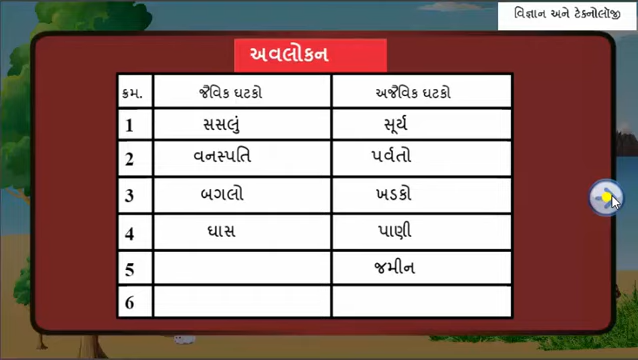 વિજ્ઞાન અને ટેક્નોલૉજી
અવલોકન
ક્રમ. જૈવિક ઘટકો અજૈવિક ઘટકો
1 સસલું સૂર્ય
2 વનસ્પતિ પર્વતો
3 બગલો ખડકો
4 ઘાસ પાણી
5 જમીન
6